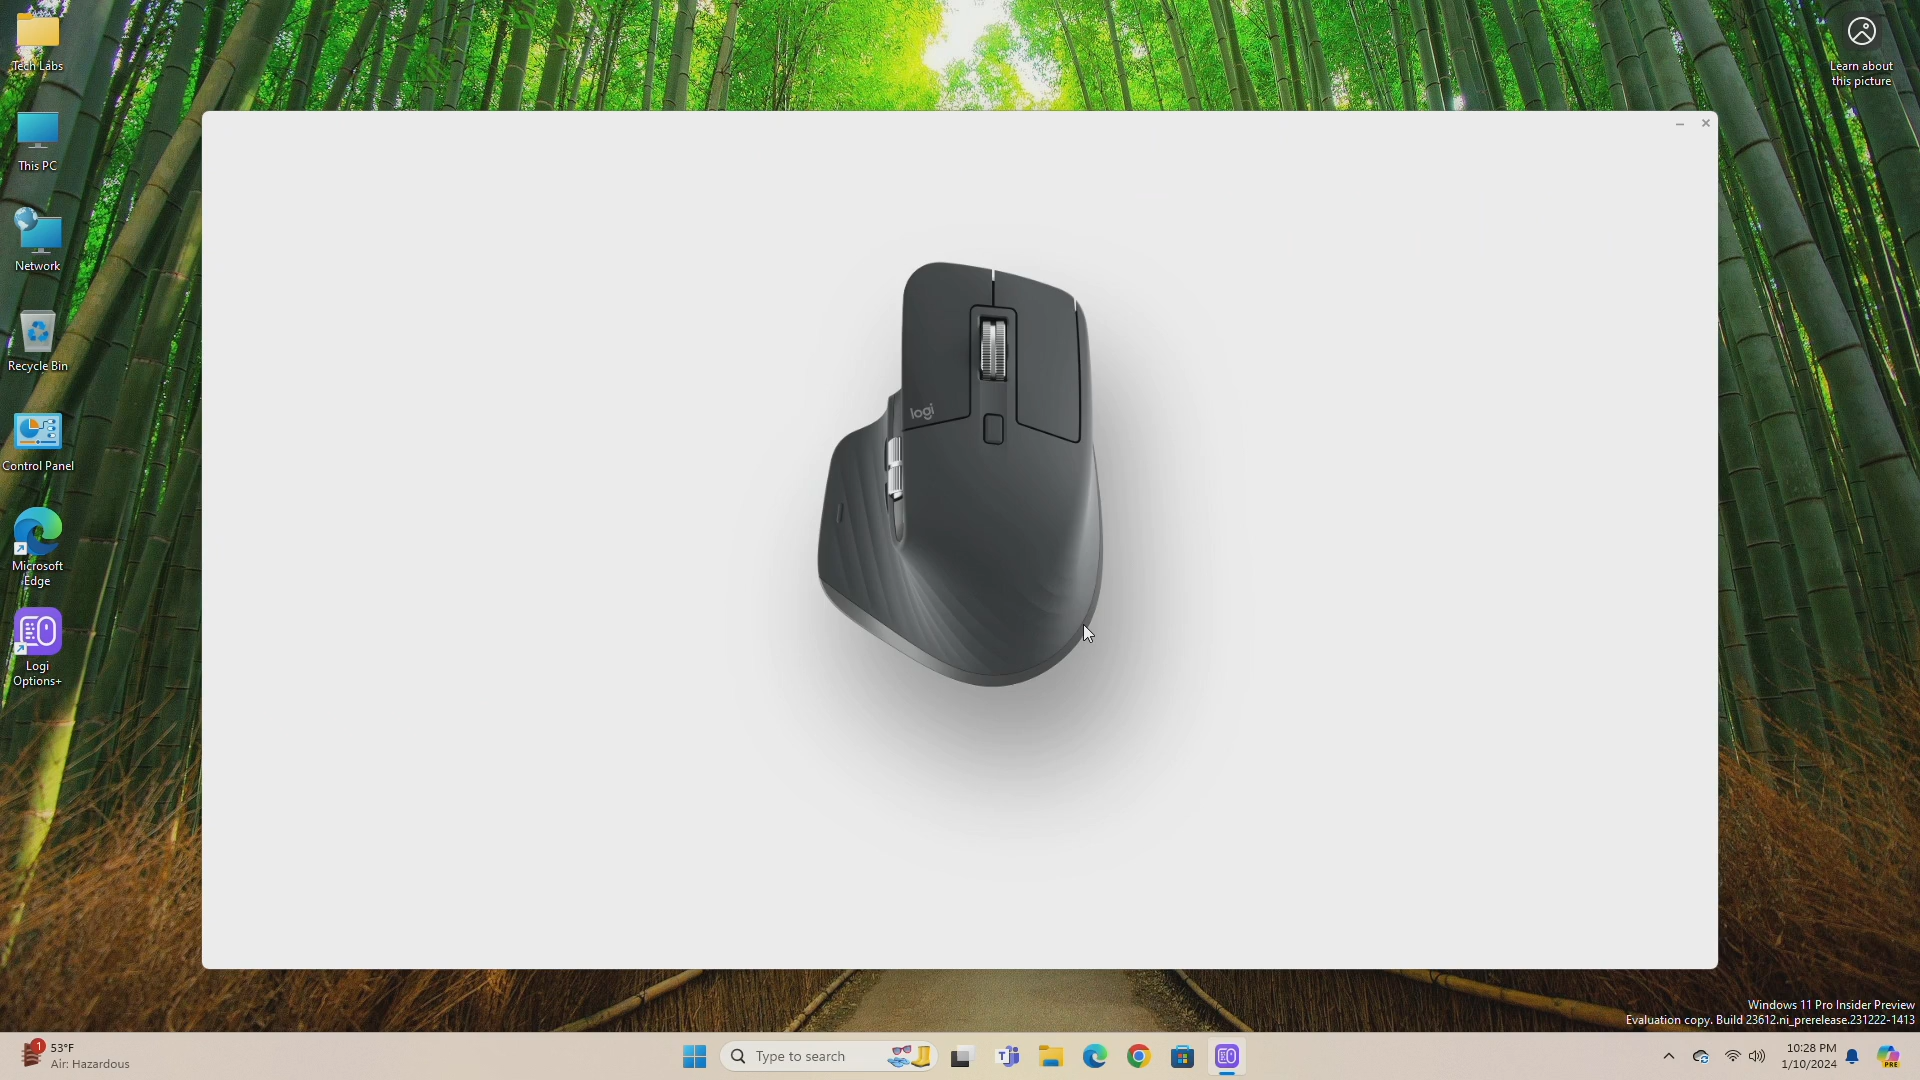 Tech Labs
This PC
Network
Recycle Bin
Control Panel
Microsoft
Edge
Logi
Options+
Learn about
this picture
logi
Windows 11 Pro Insider Preview
Evaluation copy. Build 23612.ni_prerelease.231222-1413
1
53°F
Air: Hazardous
Type to search
10:28 PM
1/10/2024
PRE